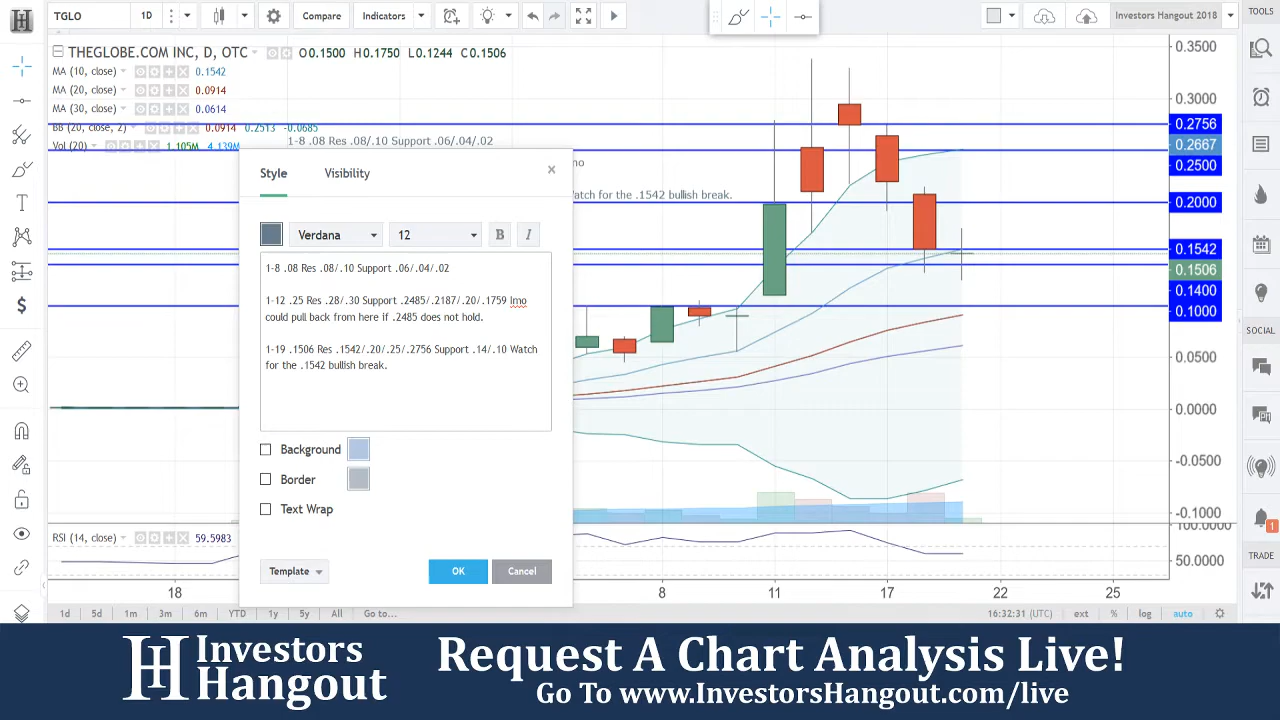 TGLO
1D
Compare
Indicators
Investors Hangout 2018
TOOLS
THEGLOBE.COM INC, D, OTC
O0.1500 H0.1750 L0.1244 C0.1506
MA (10, close) 0.1542
MA (20, close) 0.0914
MA (30, close) 0.0614
BB (20, close, 2) 0.0914 0.2513 -0.0685
Vol (20) 1.105M 4.139M
1-8 .08 Res .08/.10 Support .06/.04/.02
mo
atch for the .1542 bullish break.
0.3500
0.3000
0.2756
0.2667
0.2500
0.2000
0.1542
0.1506
0.1400
0.1000
0.0500
0.0000
-0.0500
-0.1000
100.0000
50.0000
Style
Visibility
×
Verdana
12
B
I
1-8 .08 Res .08/.10 Support .06/.04/.02
1-12 .25 Res .28/.30 Support .2485/.2187/.20/.1759 lmo
could pull back from here if .2485 does not hold.
1-19 .1506 Res .1542/.20/.25/.2756 Support .14/.10 Watch
for the .1542 bullish break.
Background
Border
Text Wrap
Template
OK
Cancel
RSI (14, close) 59.5983
18
8
11
17
22
25
1d 5d 1m 3m 6m YTD 1y 5y All Go to...
16:32:31 (UTC) ext % log auto
SOCIAL
1
TRADE
Investors
Hangout
Request A Chart Analysis Live!
Go To www.InvestorsHangout.com/live